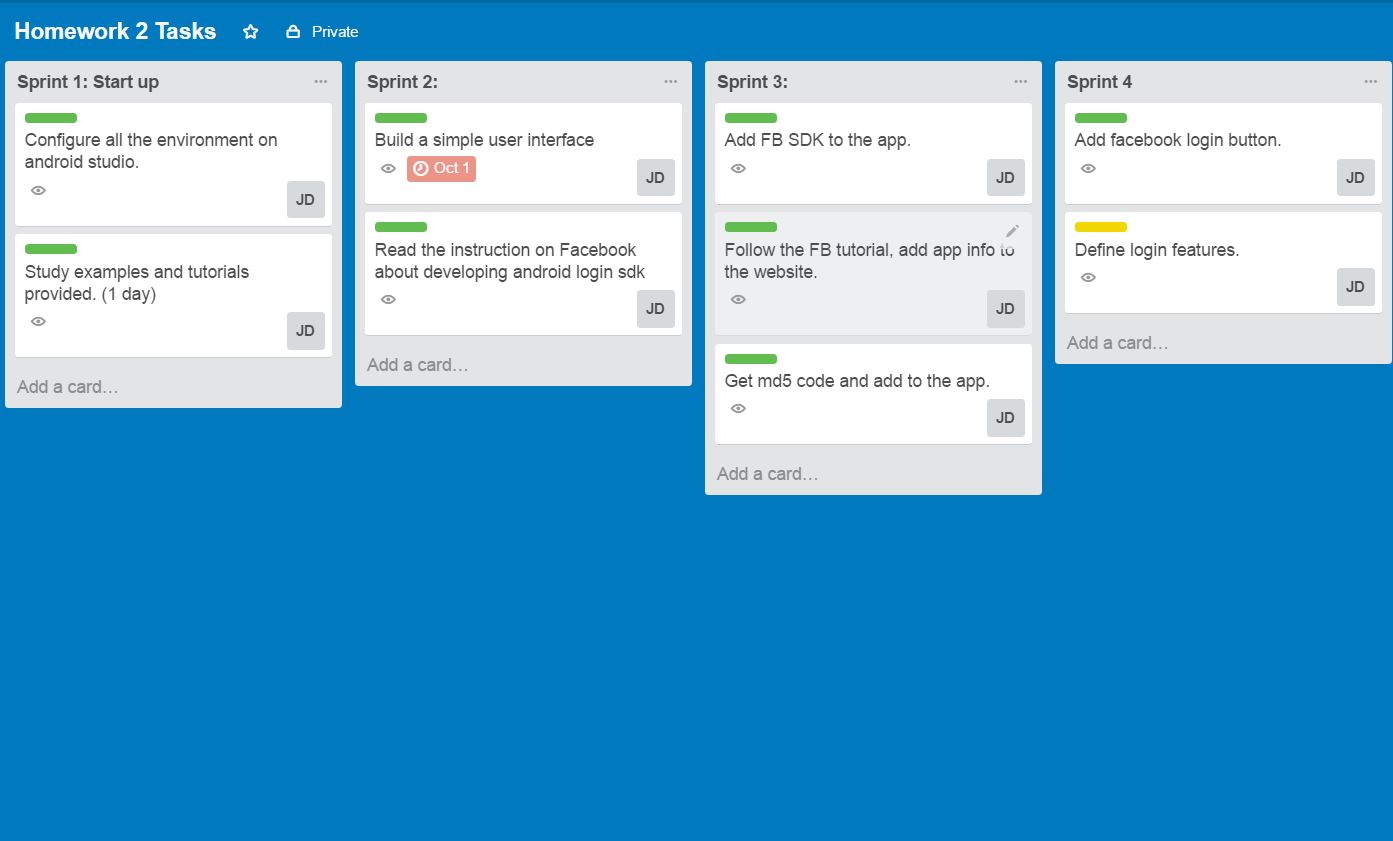 Homework 2 Tasks Private
Sprint 1: Start up
Configure all the environment on
android studio.
JD
Study examples and tutorials
provided. (1 day)
JD
Add a card…
Sprint 2:
Build a simple user interface
Oct 1
JD
Read the instruction on Facebook
about developing android login sdk
JD
Add a card…
Sprint 3:
Add FB SDK to the app.
JD
Follow the FB tutorial, add app info to
the website.
JD
Get md5 code and add to the app.
JD
Add a card…
Sprint 4
Add facebook login button.
JD
Define login features.
JD
Add a card…